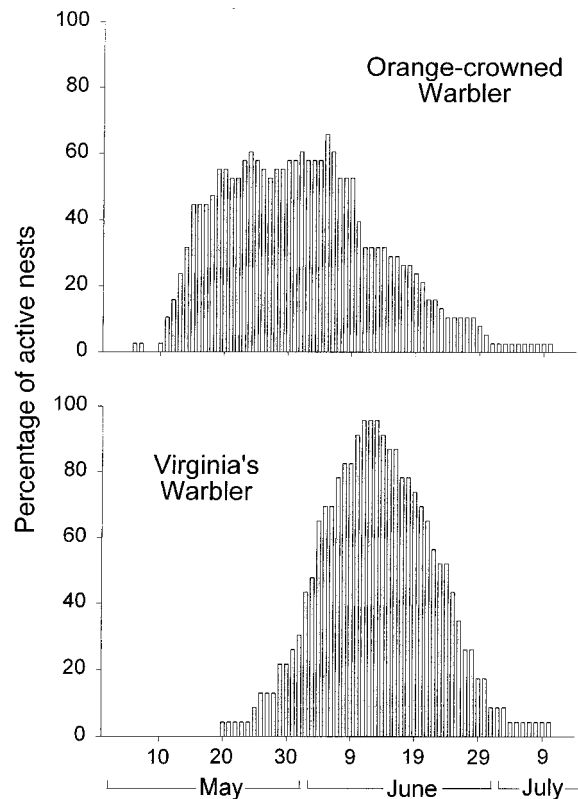 Percentage of active nests
100
80
60
40
20
0
Orange-crowned
Warbler
100
80
60
40
20
0
Virginia's
Warbler
10 20 30 9 19 29 9
May June July